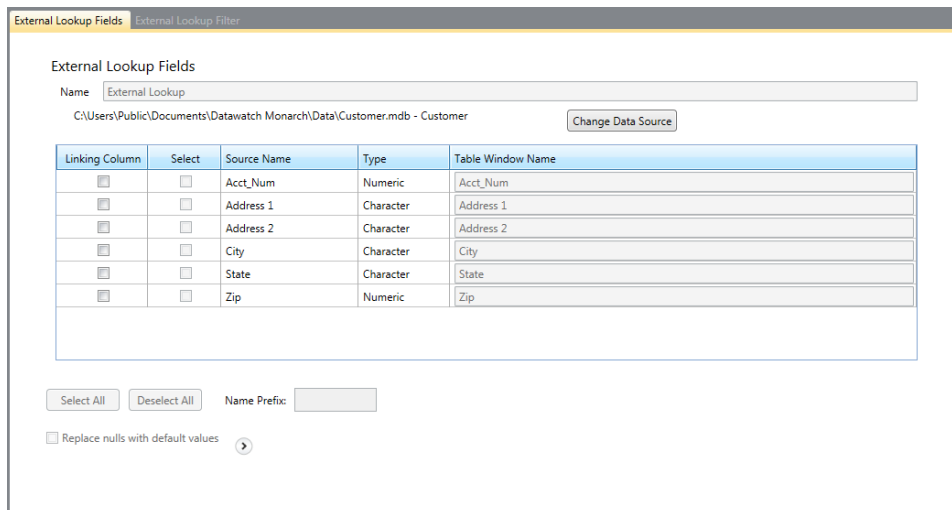 External Lookup Fields External Lookup Filter
External Lookup Fields
Name External Lookup
C:\Users\Public\Documents\Datawatch Monarch\Data\Customer.mdb - Customer Change Data Source
Linking Column Select Source Name Type Table Window Name
Acct_Num Numeric Acct_Num
Address 1 Character Address 1
Address 2 Character Address 2
City Character City
State Character State
Zip Numeric Zip
Select All Deselect All Name Prefix:
Replace nulls with default values